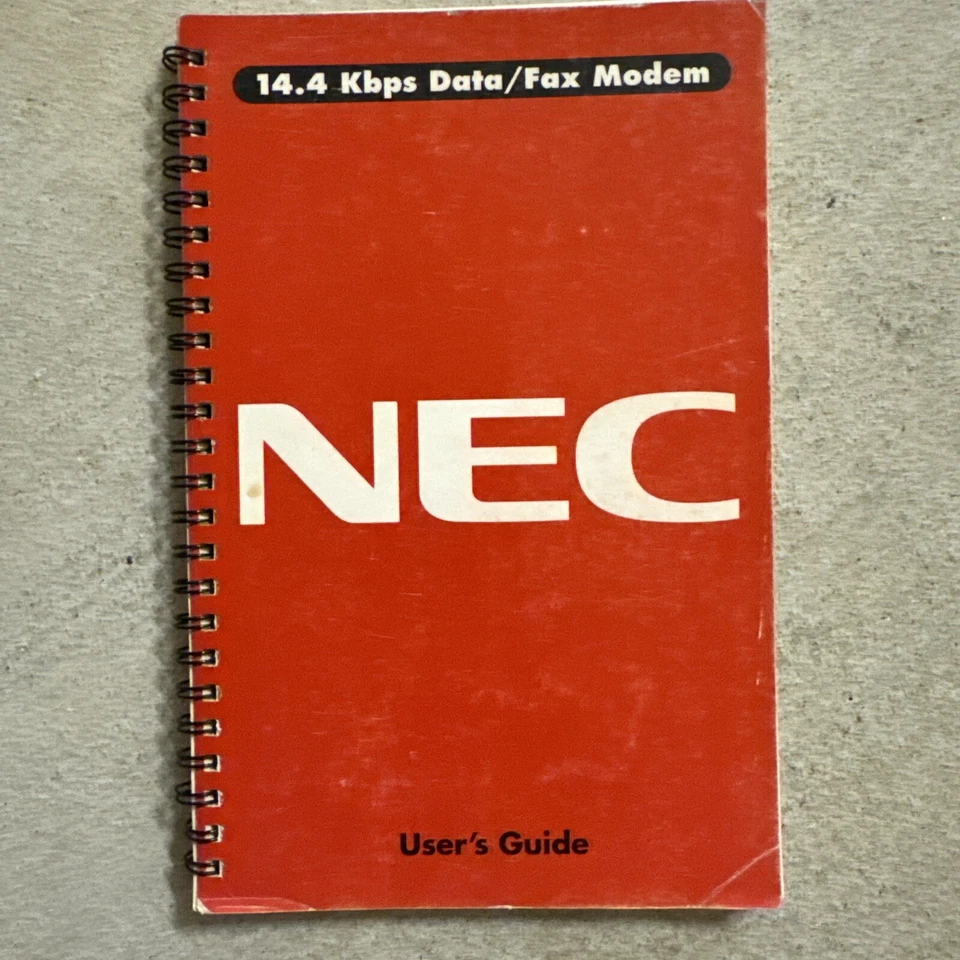 14.4 Kbps Data/Fax Modem
NEC
User's Guide